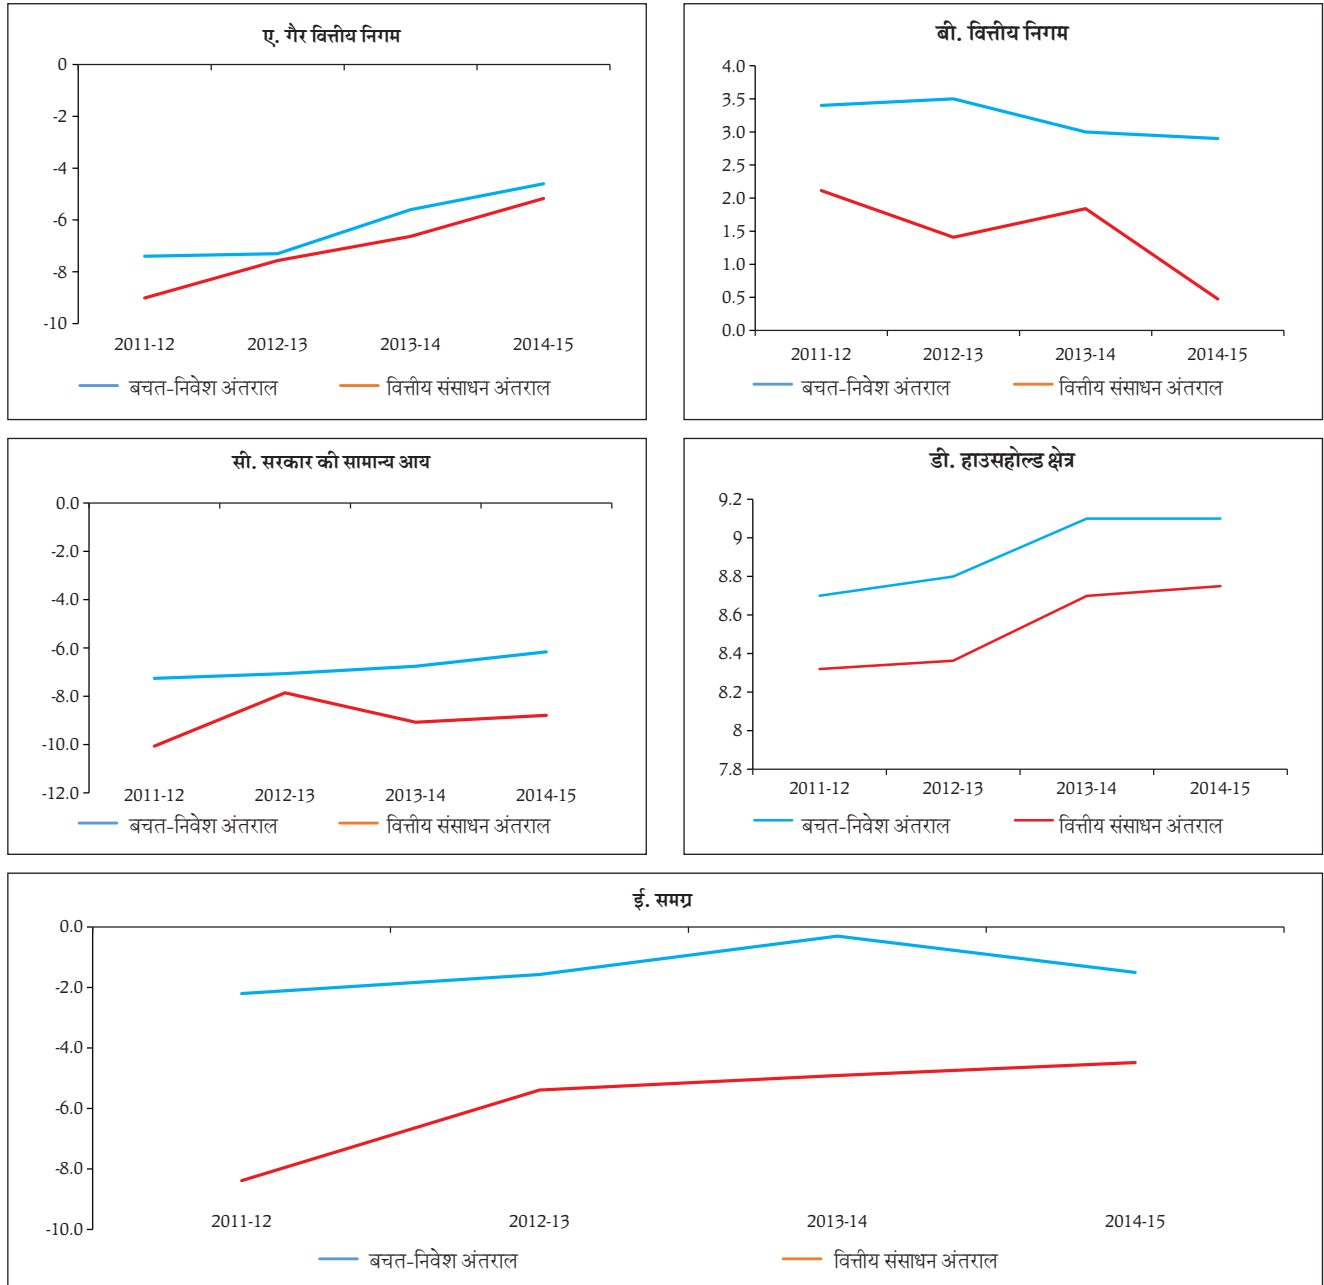 ए. गैर वित्तीय निगम
0
-2
-4
-6
-8
-10
2011-12 2012-13 2013-14 2014-15
बचत-निवेश अंतराल वित्तीय संसाधन अंतराल
बी. वित्तीय निगम
4.0
3.5
3.0
2.5
2.0
1.5
1.0
0.5
0.0
2011-12 2012-13 2013-14 2014-15
बचत-निवेश अंतराल वित्तीय संसाधन अंतराल
सी. सरकार की सामान्य आय
0.0
-2.0
-4.0
-6.0
-8.0
-10.0
-12.0
2011-12 2012-13 2013-14 2014-15
बचत-निवेश अंतराल वित्तीय संसाधन अंतराल
डी. हाउसहोल्ड क्षेत्र
9.2
9
8.8
8.6
8.4
8.2
8
7.8
2011-12 2012-13 2013-14 2014-15
बचत-निवेश अंतराल वित्तीय संसाधन अंतराल
ई. समग्र
0.0
-2.0
-4.0
-6.0
-8.0
-10.0
2011-12 2012-13 2013-14 2014-15
बचत-निवेश अंतराल वित्तीय संसाधन अंतराल